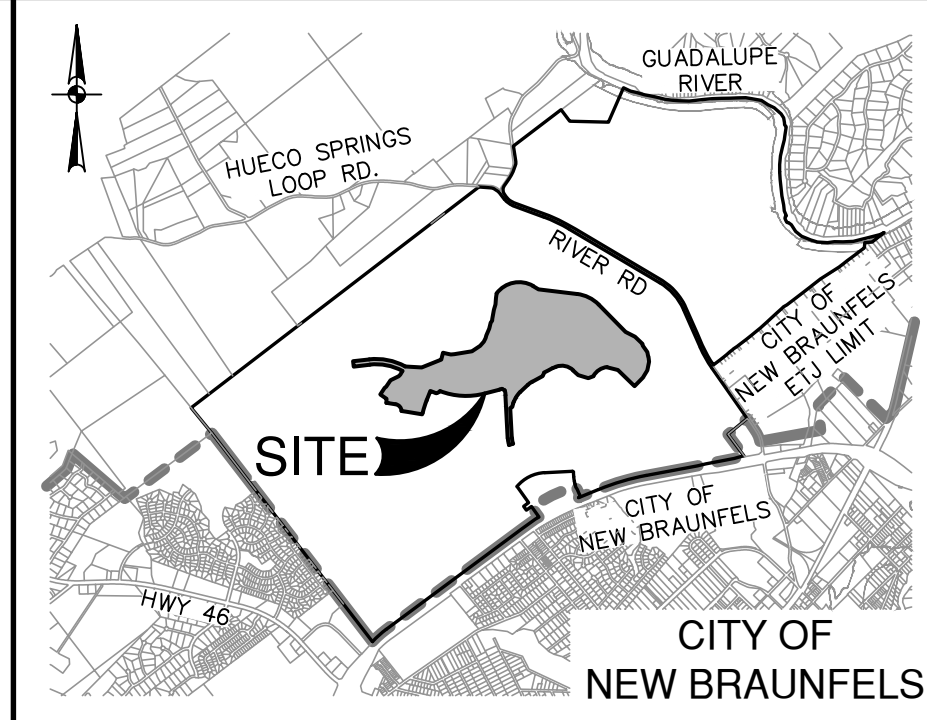 GUADALUPE
RIVER
HUECO SPRINGS
LOOP RD.
RIVER RD
CITY OF
NEW BRAUNFELS
ETJ LIMIT
SITE
CITY OF
NEW BRAUNFELS
HWY 46
CITY OF
NEW BRAUNFELS